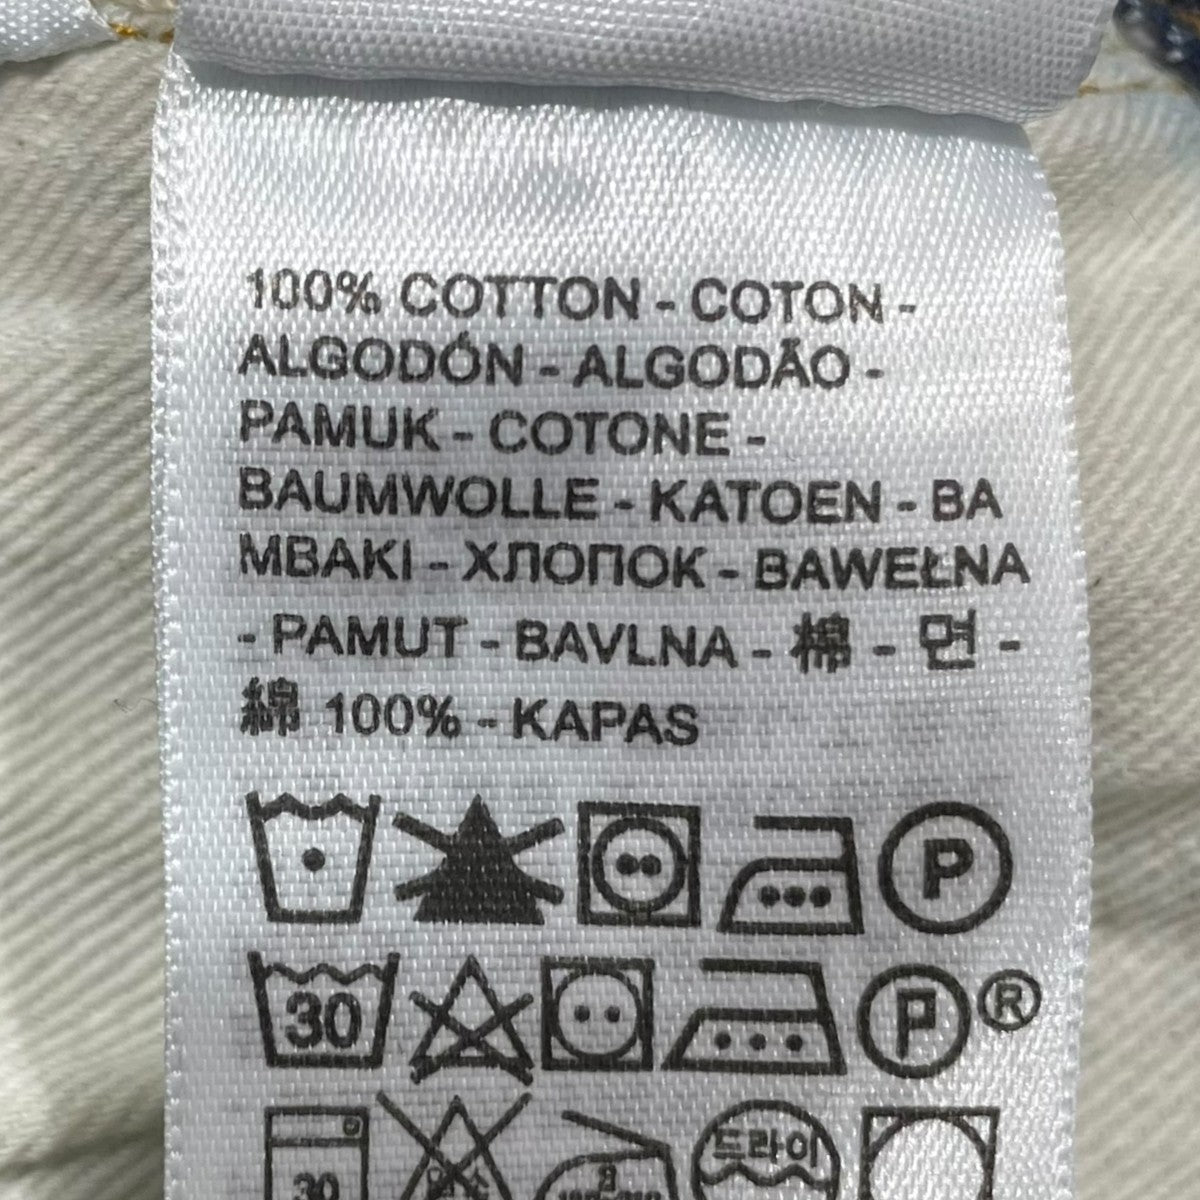 100% COTTON - COTON -
ALGODÓN - ALGODÃO -
PAMUK - COTONE -
BAUMWOLLE - KATOEN - BA
MBAKI - ХЛОПОК - BAWEŁNA
- PAMUT - BAVLNA - 棉 - 면 -
綿 100% - KAPAS
P
30 P ®
30 드라이